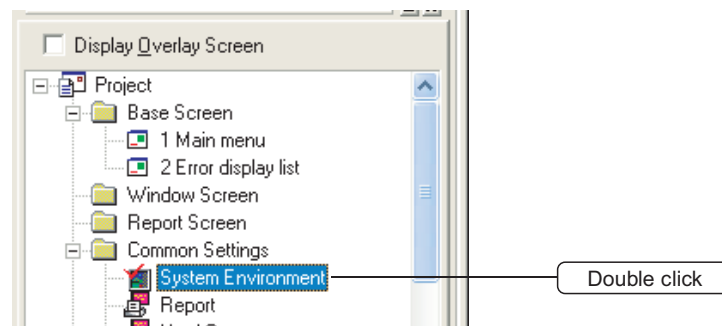 Display Overlay Screen
Project
Base Screen
1 Main menu
2 Error display list
Window Screen
Report Screen
Common Settings
System Environment
Double click
Report